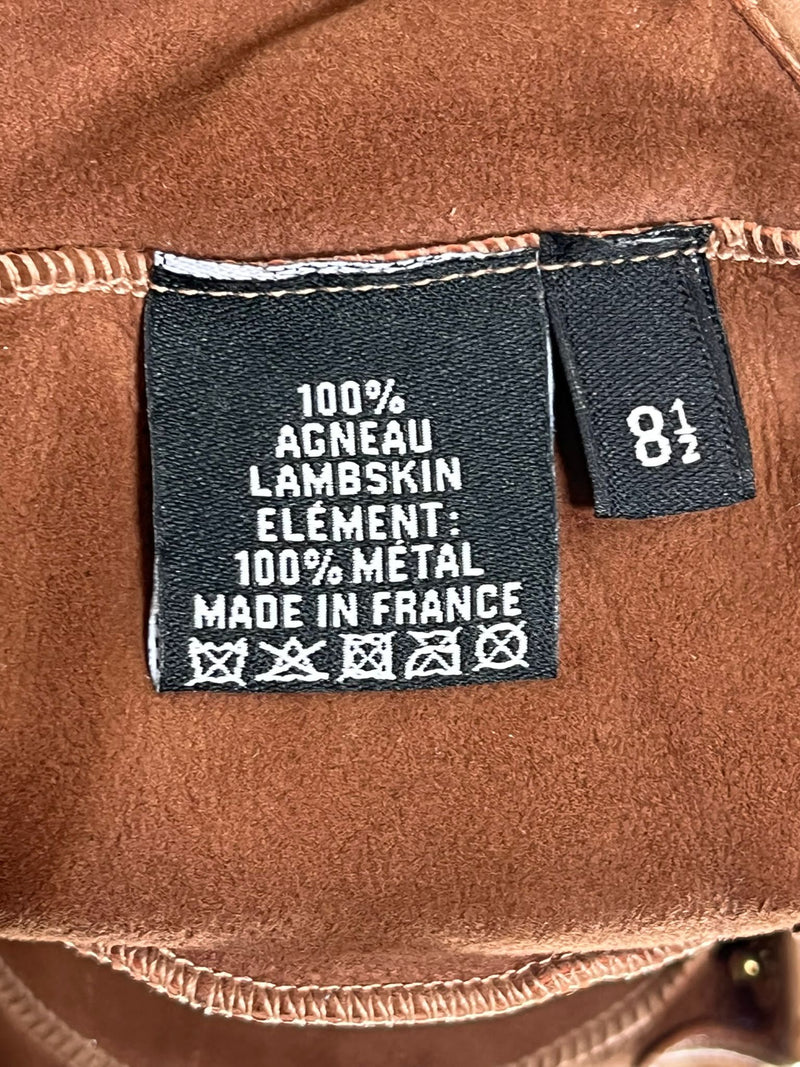 100%
AGNEAU
LAMBSKIN
ELÉMENT:
100% MÉTAL
MADE IN FRANCE
8½